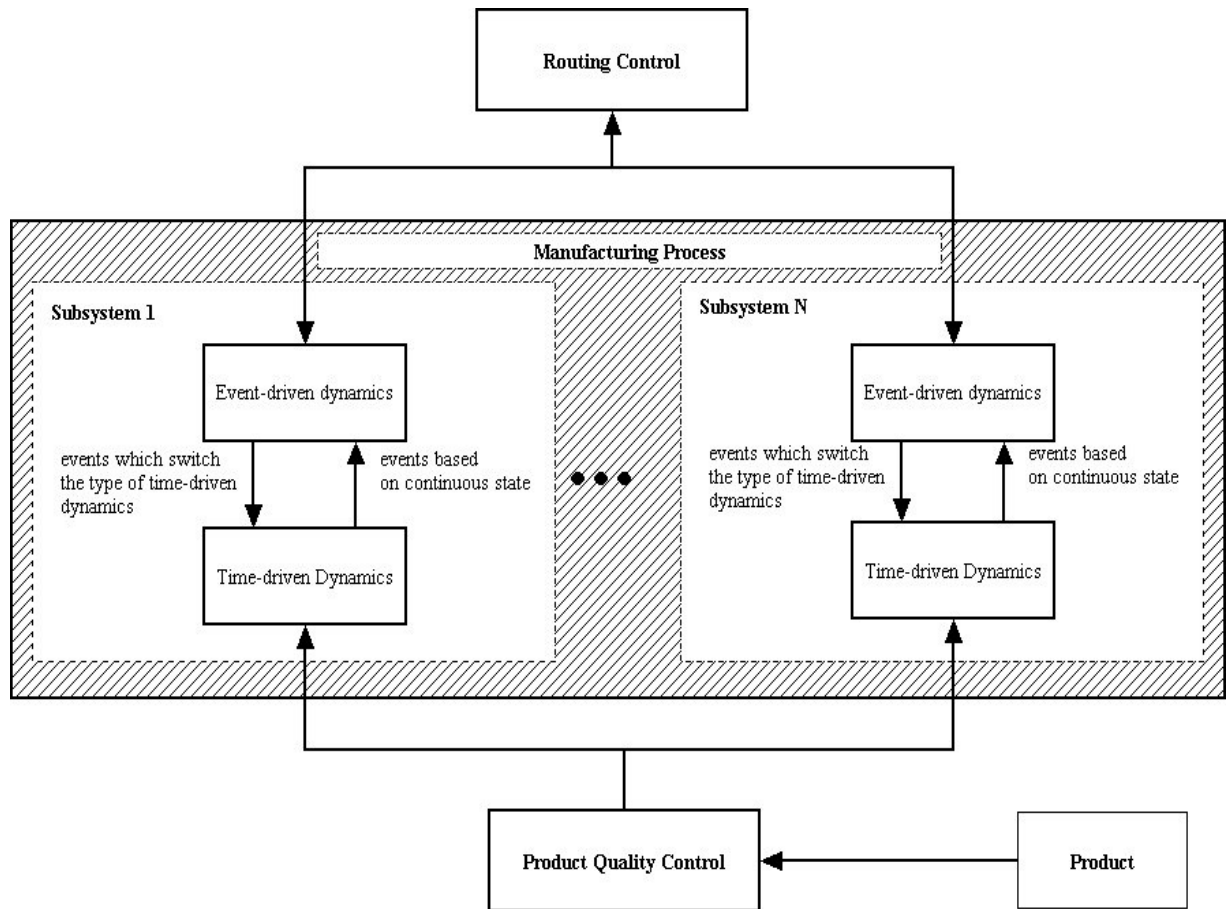 Routing Control
Manufacturing Process
Subsystem 1
Event-driven dynamics
events which switch
the type of time-driven
dynamics
events based
on continuous state
Time-driven Dynamics
Subsystem N
Event-driven dynamics
events which switch
the type of time-driven
dynamics
events based
on continuous state
Time-driven Dynamics
Product Quality Control
Product